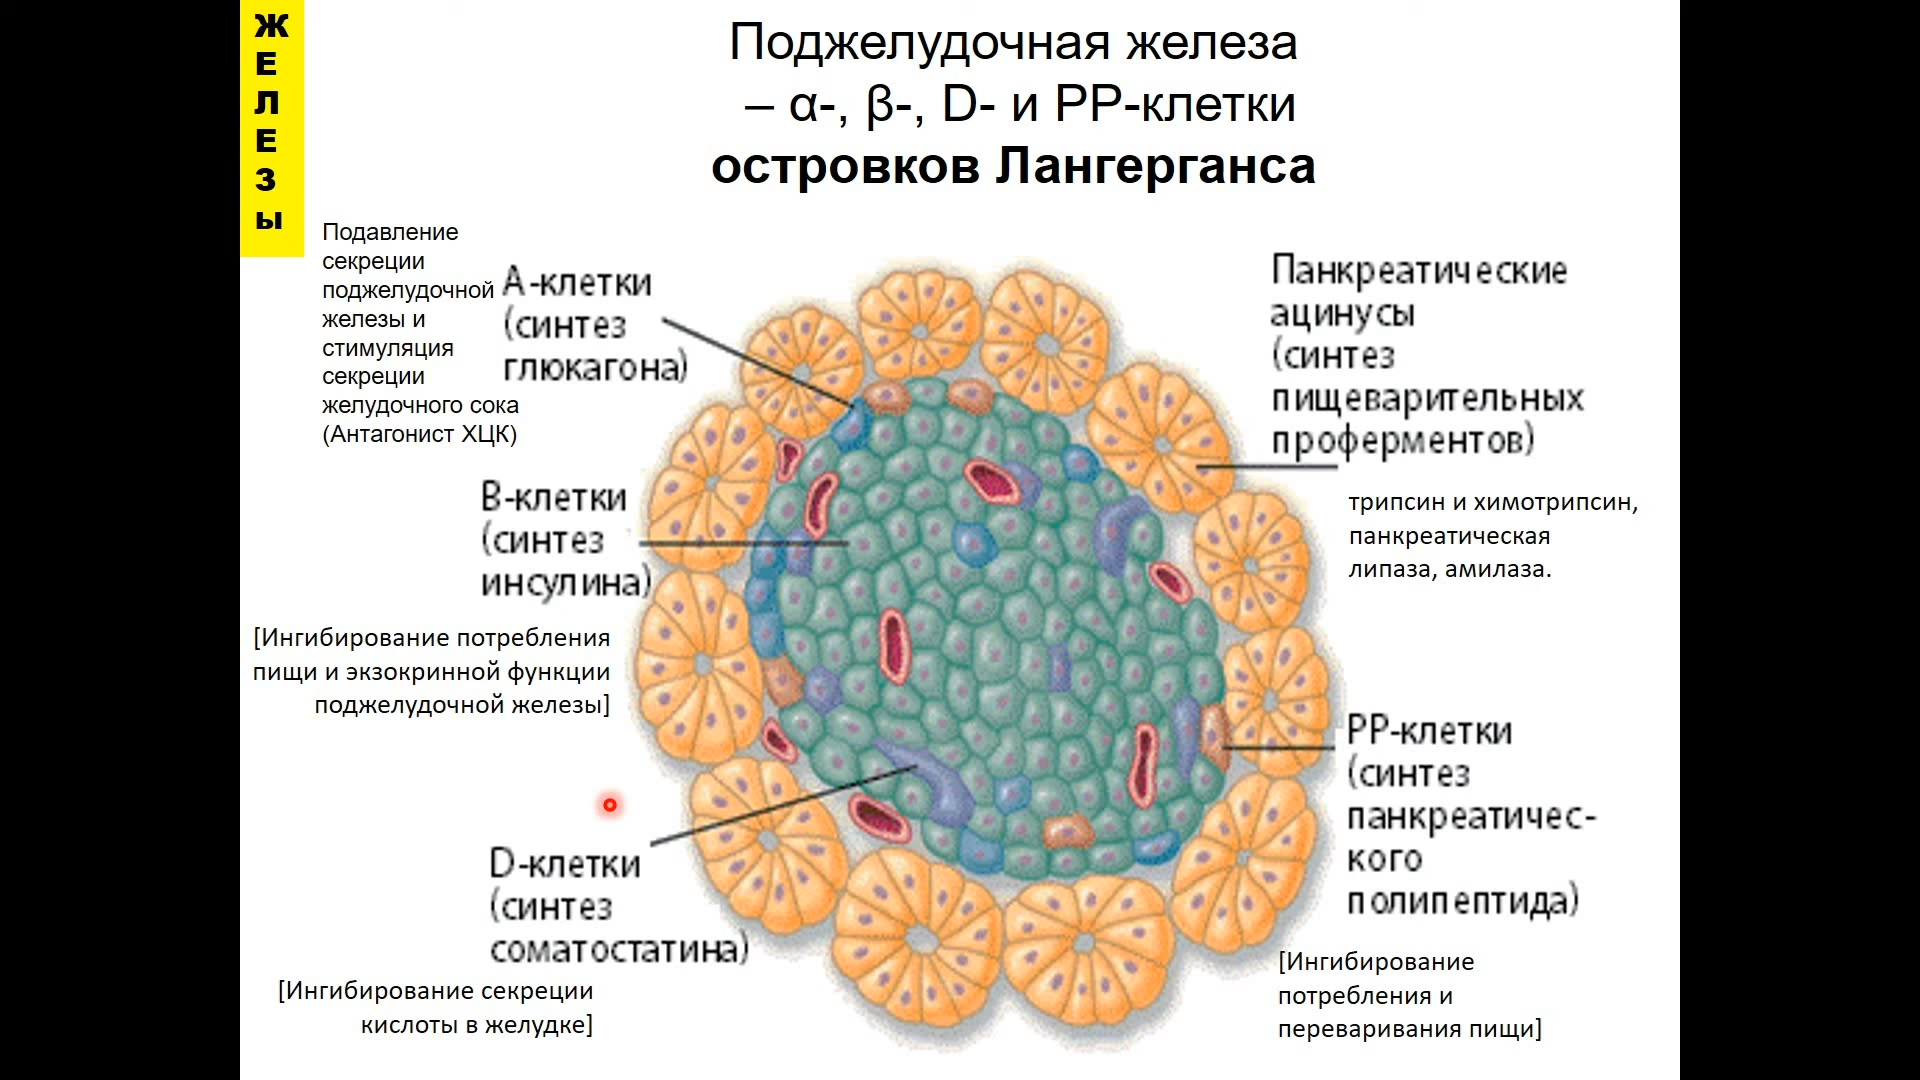 Ж
Е
Л
Е
З
ы
Поджелудочная железа
– α-, β-, D- и PP-клетки
островков Лангерганса
Подавление
секреции
поджелудочной
железы и
стимуляция
секреции
желудочного сока
(Антагонист ХЦК)
А-клетки
(синтез
глюкагона)
В-клетки
(синтез
инсулина)
[Ингибирование потребления
пищи и экзокринной функции
поджелудочной железы]
D-клетки
(синтез
соматостатина)
[Ингибирование секреции
кислоты в желудке]
Панкреатические
ацинусы
(синтез
пищеварительных
проферментов)
трипсин и химотрипсин,
панкреатическая
липаза, амилаза.
РР-клетки
(синтез
панкреатичес-
кого
полипептида)
[Ингибирование
потребления и
переваривания пищи]